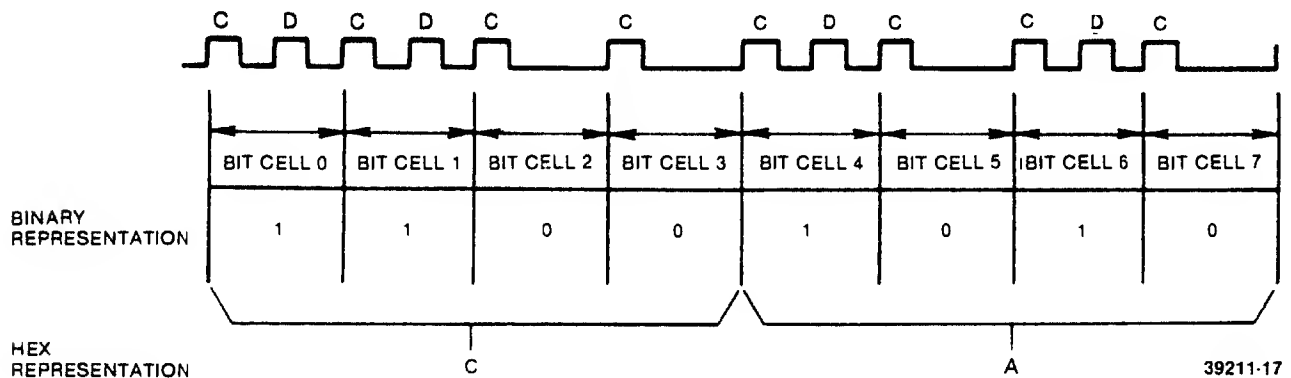 C D C D C C C D C C D C
BIT CELL 0 BIT CELL 1 BIT CELL 2 BIT CELL 3 BIT CELL 4 BIT CELL 5 BIT CELL 6 BIT CELL 7
BINARY
REPRESENTATION 1 1 0 0 1 0 1 0
HEX
REPRESENTATION C A 39211-17